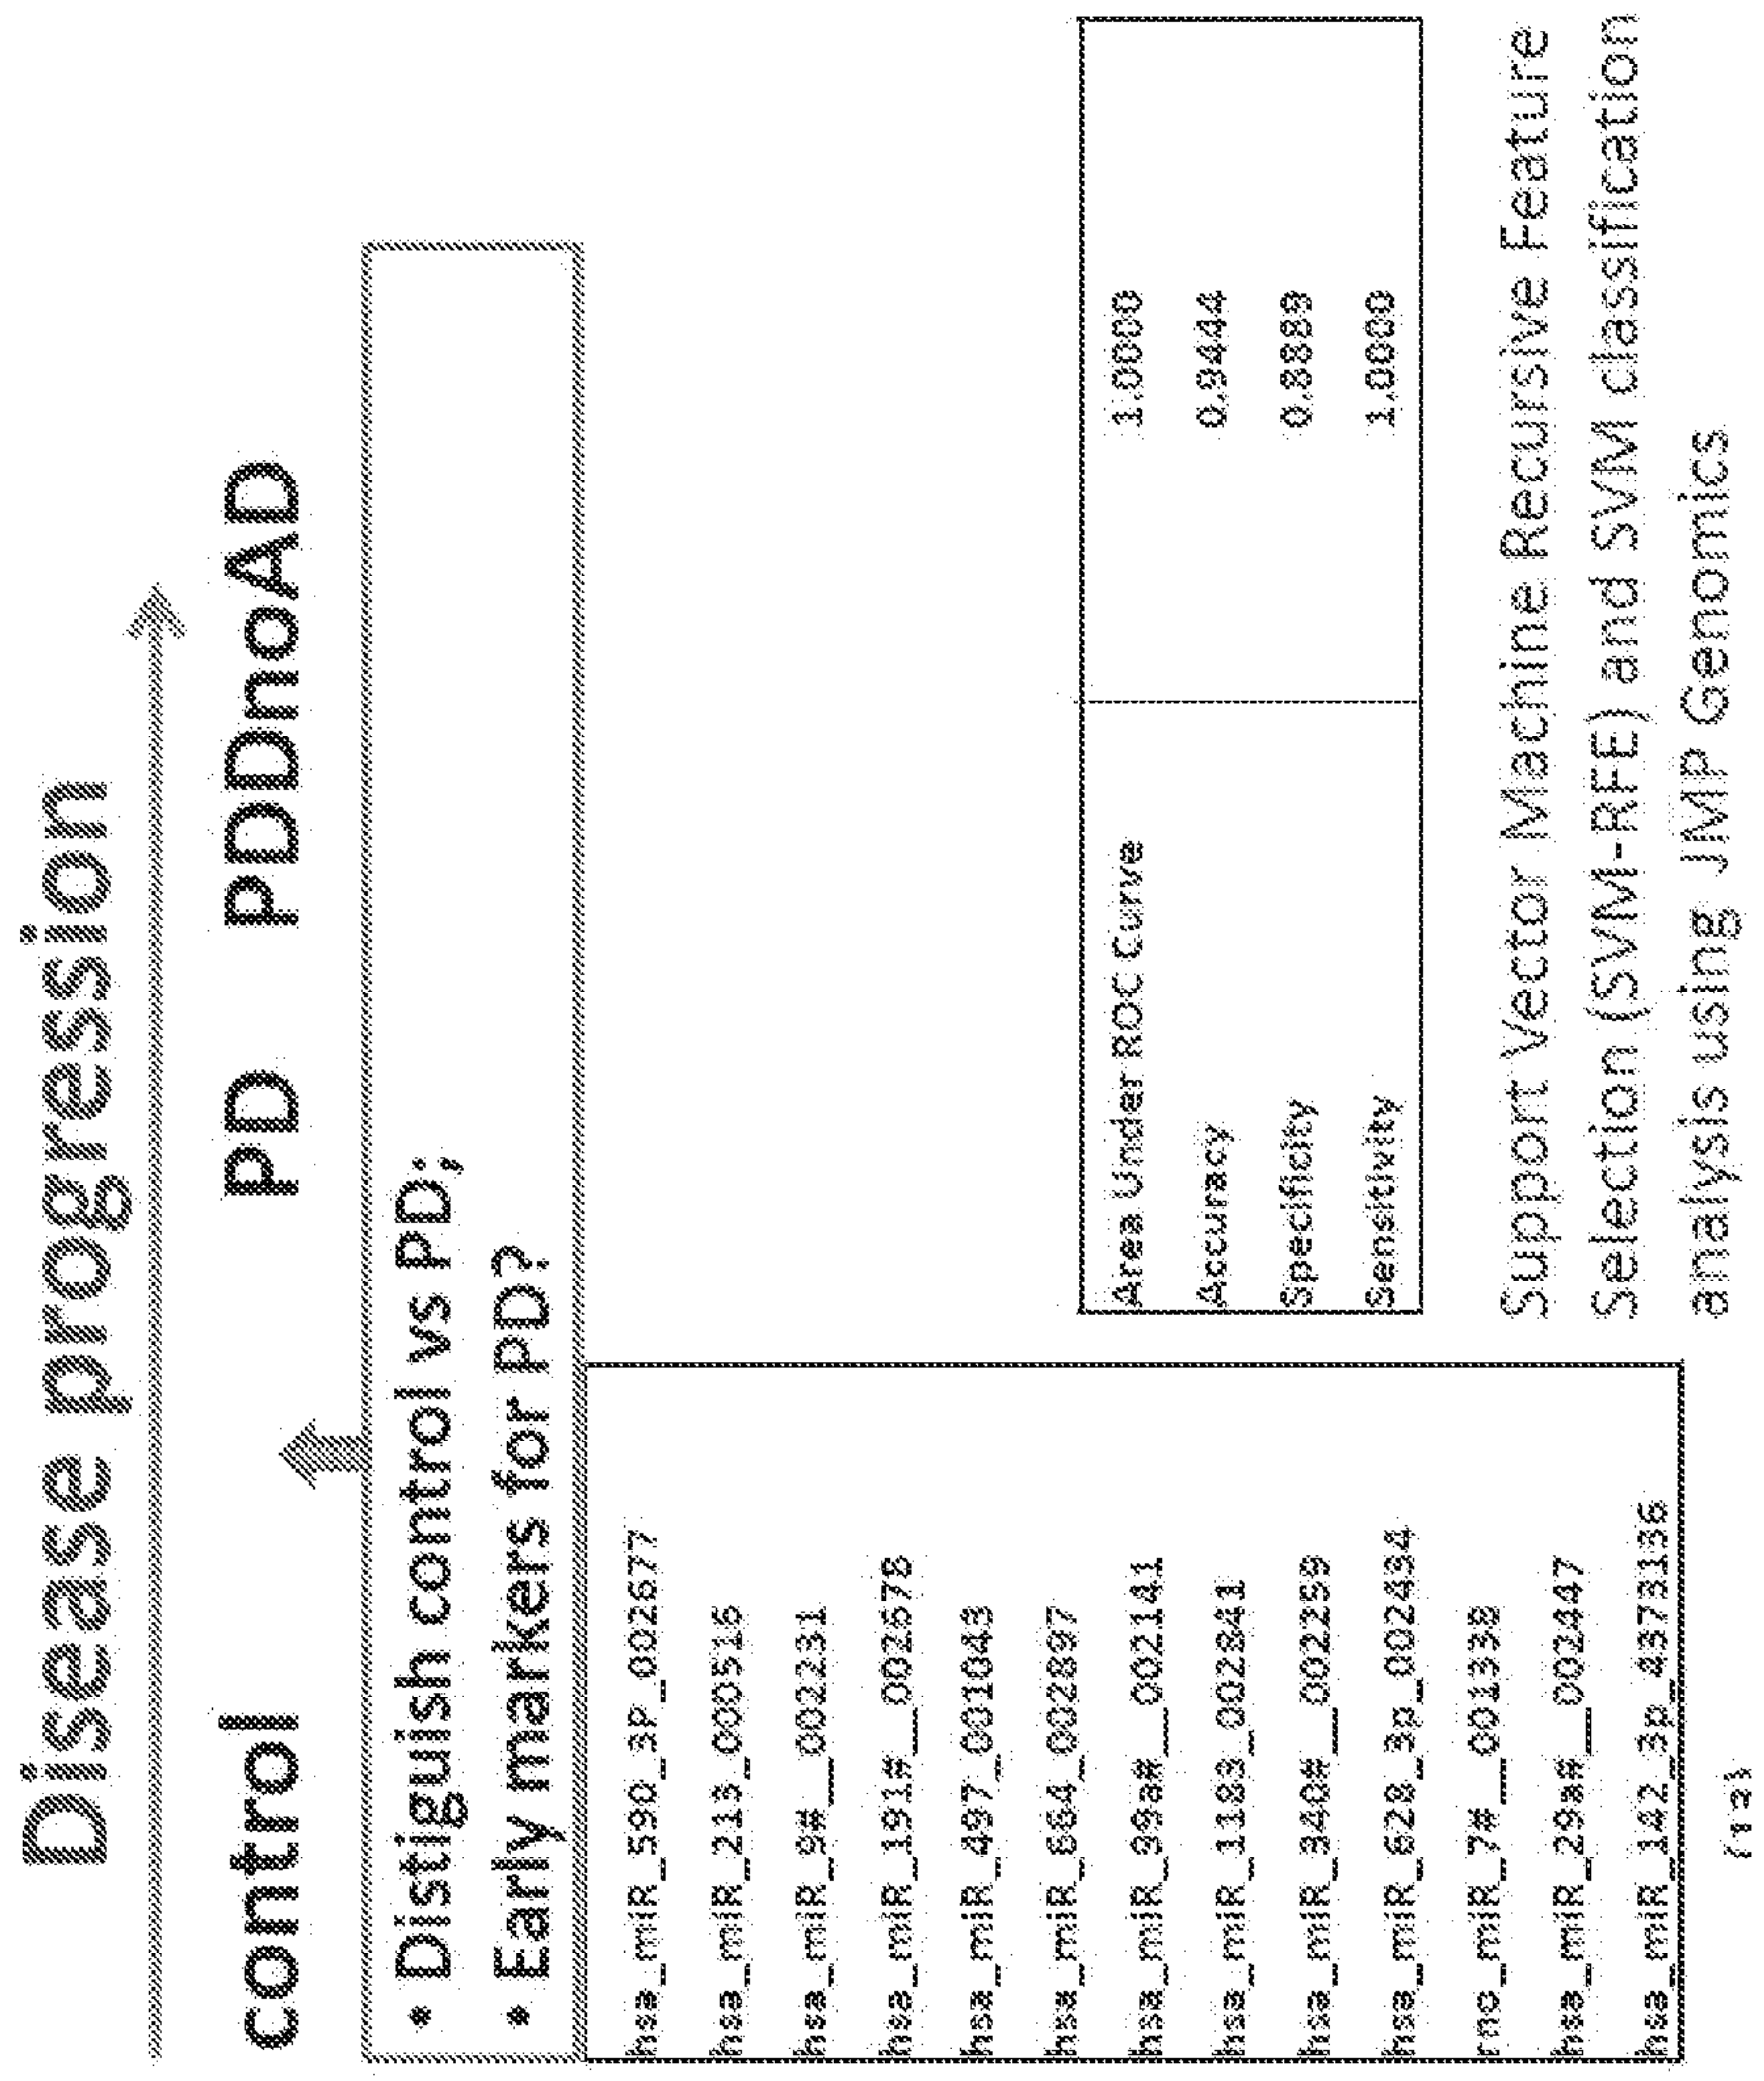 Disease progression
control PD PDDnoAD
• Distiguish control vs PD;
• Early markers for PD?
hsa_miR_590_3P_002677
hsa_miR_215_000516
hsa_miR_9#__002231
hsa_miR_191#__002678
hsa_miR_497_001043
hsa_miR_664_002897
hsa_miR_99a#__002141
hsa_miR_1183_002841
hsa_miR_340#__002259
hsa_miR_628_3p_002434
rno_miR_7#__001338
hsa_miR_29a#__002447
hsa_miR_142_3p_4373136
Area Under ROC Curve 1.0000
Accuracy 0.9444
Specificity 0.8889
Sensitivity 1.0000
Support Vector Machine Recursive Feature
Selection (SVM-RFE) and SVM classification
analysis using JMP Genomics